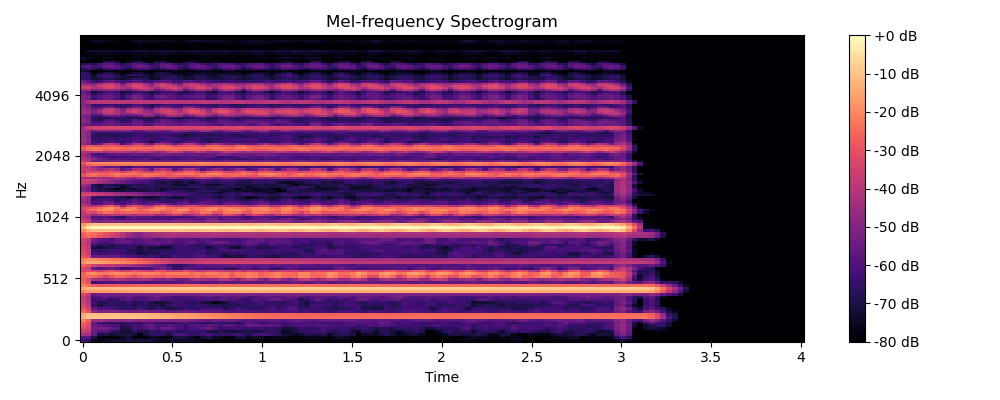 Mel-frequency Spectrogram
Hz
4096
2048
1024
512
0
0
0.5
1
1.5
2
2.5
3
3.5
4
Time
+0 dB
-10 dB
-20 dB
-30 dB
-40 dB
-50 dB
-60 dB
-70 dB
-80 dB